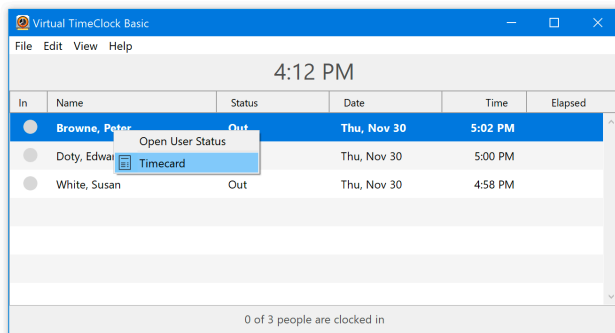 Virtual TimeClock Basic
File Edit View Help
4:12 PM
In Name Status Date Time Elapsed
Browne, Peter Out Thu, Nov 30 5:02 PM
Open User Status
Doty, Thu, Nov 30 5:00 PM
Timecard
White, Susan Out Thu, Nov 30 4:58 PM
0 of 3 people are clocked in